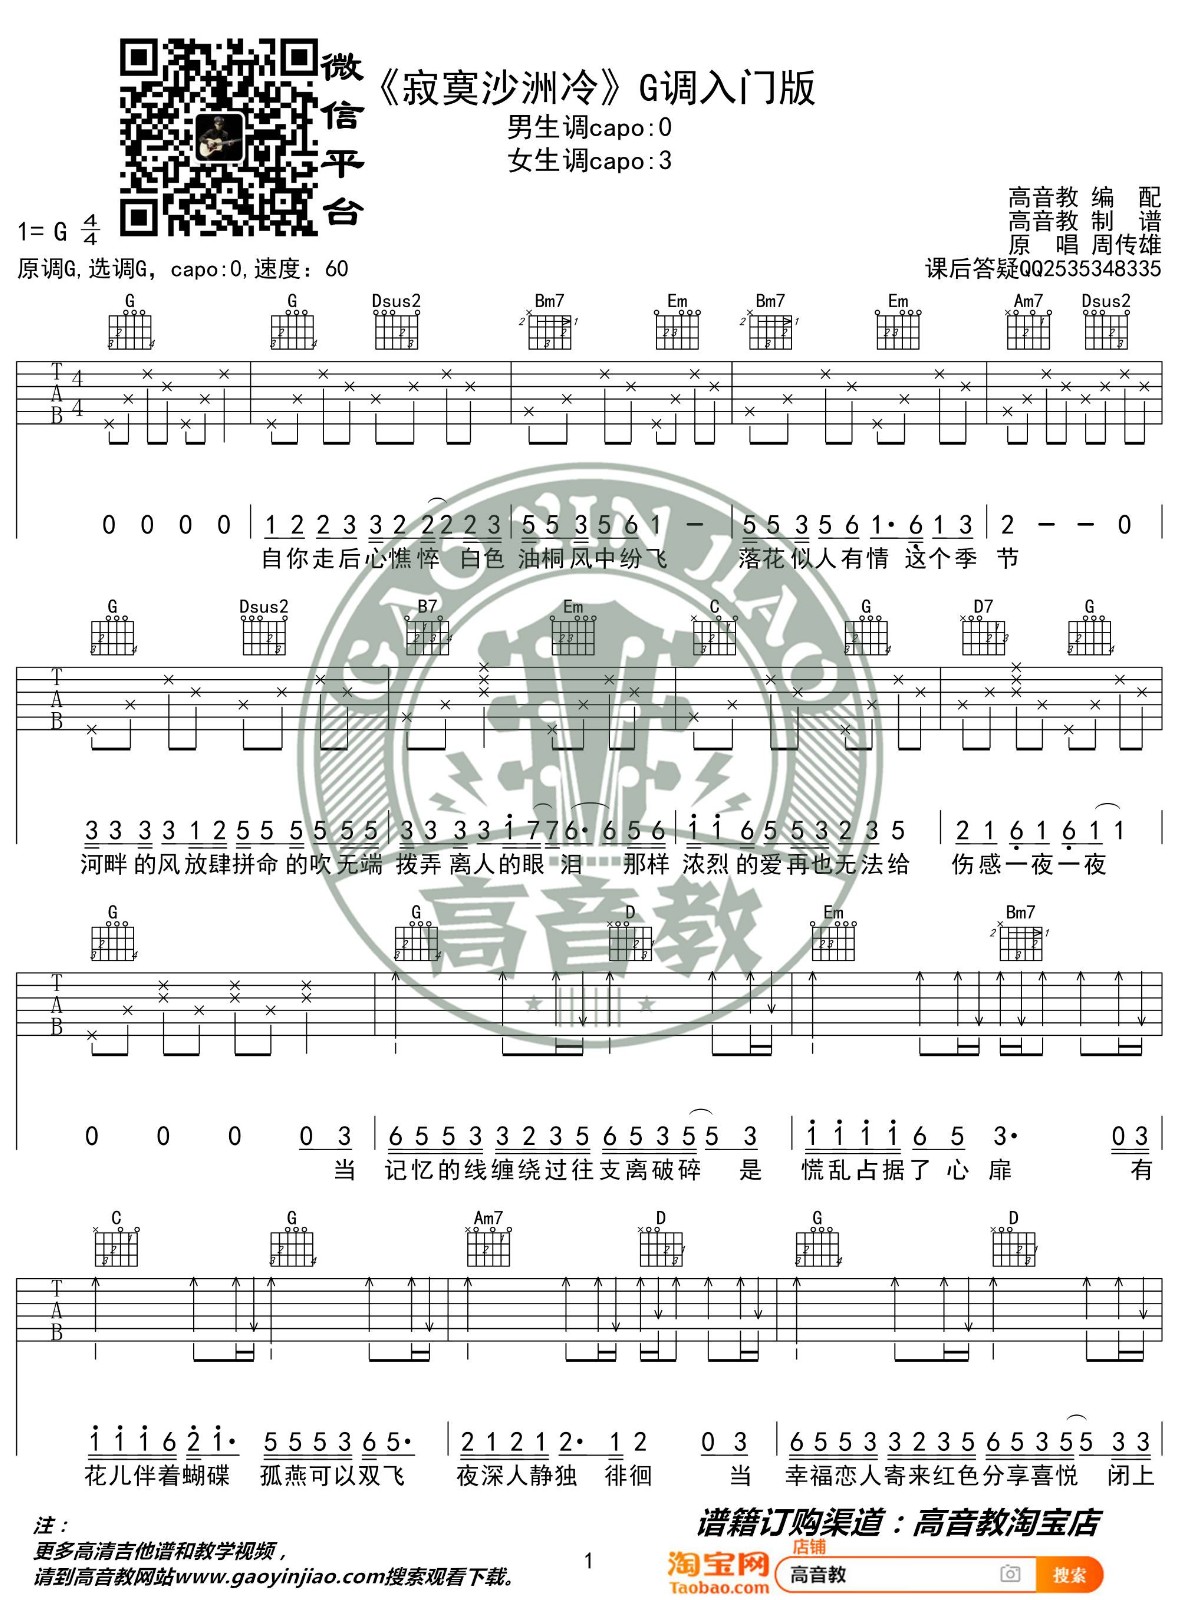 微信平台
《寂寞沙洲冷》G调入门版
男生调capo:0
女生调capo:3
高音教 编 配
高音教 制 谱
原 唱 周传雄
课后答疑QQ2535348335
1= G 4/4
原调G,选调G，capo:0,速度：60
G G Dsus2 Bm7 Em Bm7 Em Am7 Dsus2
TAB 4/4
0 0 0 0 | 1 2 2 3 3 2 2 2 2 3 | 5 5 3 5 6 1 — | 5 5 3 5 6 1· 6 1 3 | 2 — — 0
自你走后心憔悴 白色 油桐风中纷飞 落花似人有情 这个季 节
G Dsus2 B7 Em C G D7 G
TAB
3 3 3 3 1 2 5 5 5 5 5 5 | 3 3 3 3 1 7 7 6· 6 5 6 | 1 1 6 5 5 3 2 3 5 | 2 1 6 1 6 1 1
河畔的风放肆拼命的吹无端 拨弄离人的眼泪 那样 浓烈的爱再也无法给 伤感一夜一夜
G G D Em Bm7
TAB
0 0 0 0 3 | 6 5 5 3 3 2 3 5 6 5 3 5 5 3 | 1 1 1 1 6 5 3· 0 3
当 记忆的线缠绕过往支离破碎 是 慌乱占据了心扉 有
C G Am7 D G D
TAB
1 1 1 6 2 1· 5 5 5 3 6 5· | 2 1 2 1 2· 1 2 0 3 | 6 5 5 3 3 2 3 5 6 5 3 5 5 3 3
花儿伴着蝴蝶 孤燕可以双飞 夜深人静独 徘徊 当 幸福恋人寄来红色分享喜悦 闭上
GAO YIN JIAO
高音教
注：
更多高清吉他谱和教学视频，
请到高音教网站www.gaoyinjiao.com搜索观看下载。
1
谱籍订购渠道：高音教淘宝店
淘宝网
Taobao.com
店铺
高音教
搜索